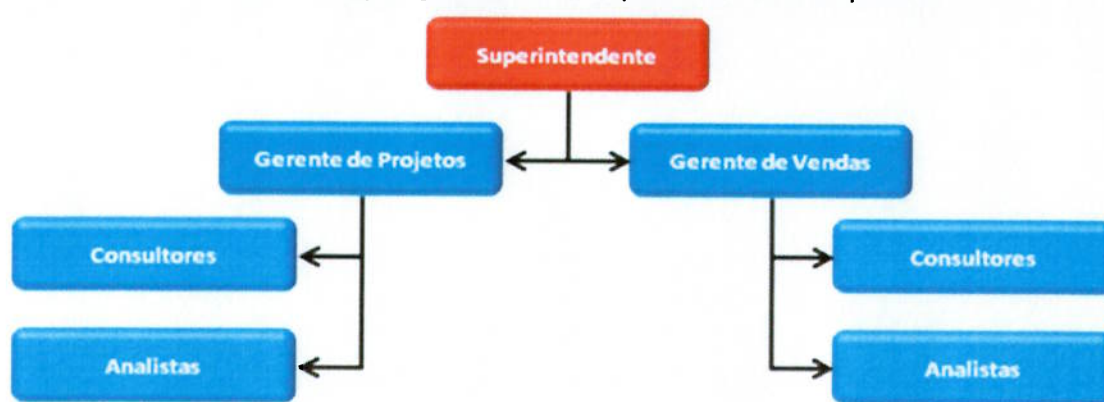 Superintendente
Gerente de Projetos
Gerente de Vendas
Consultores
Consultores
Analistas
Analistas